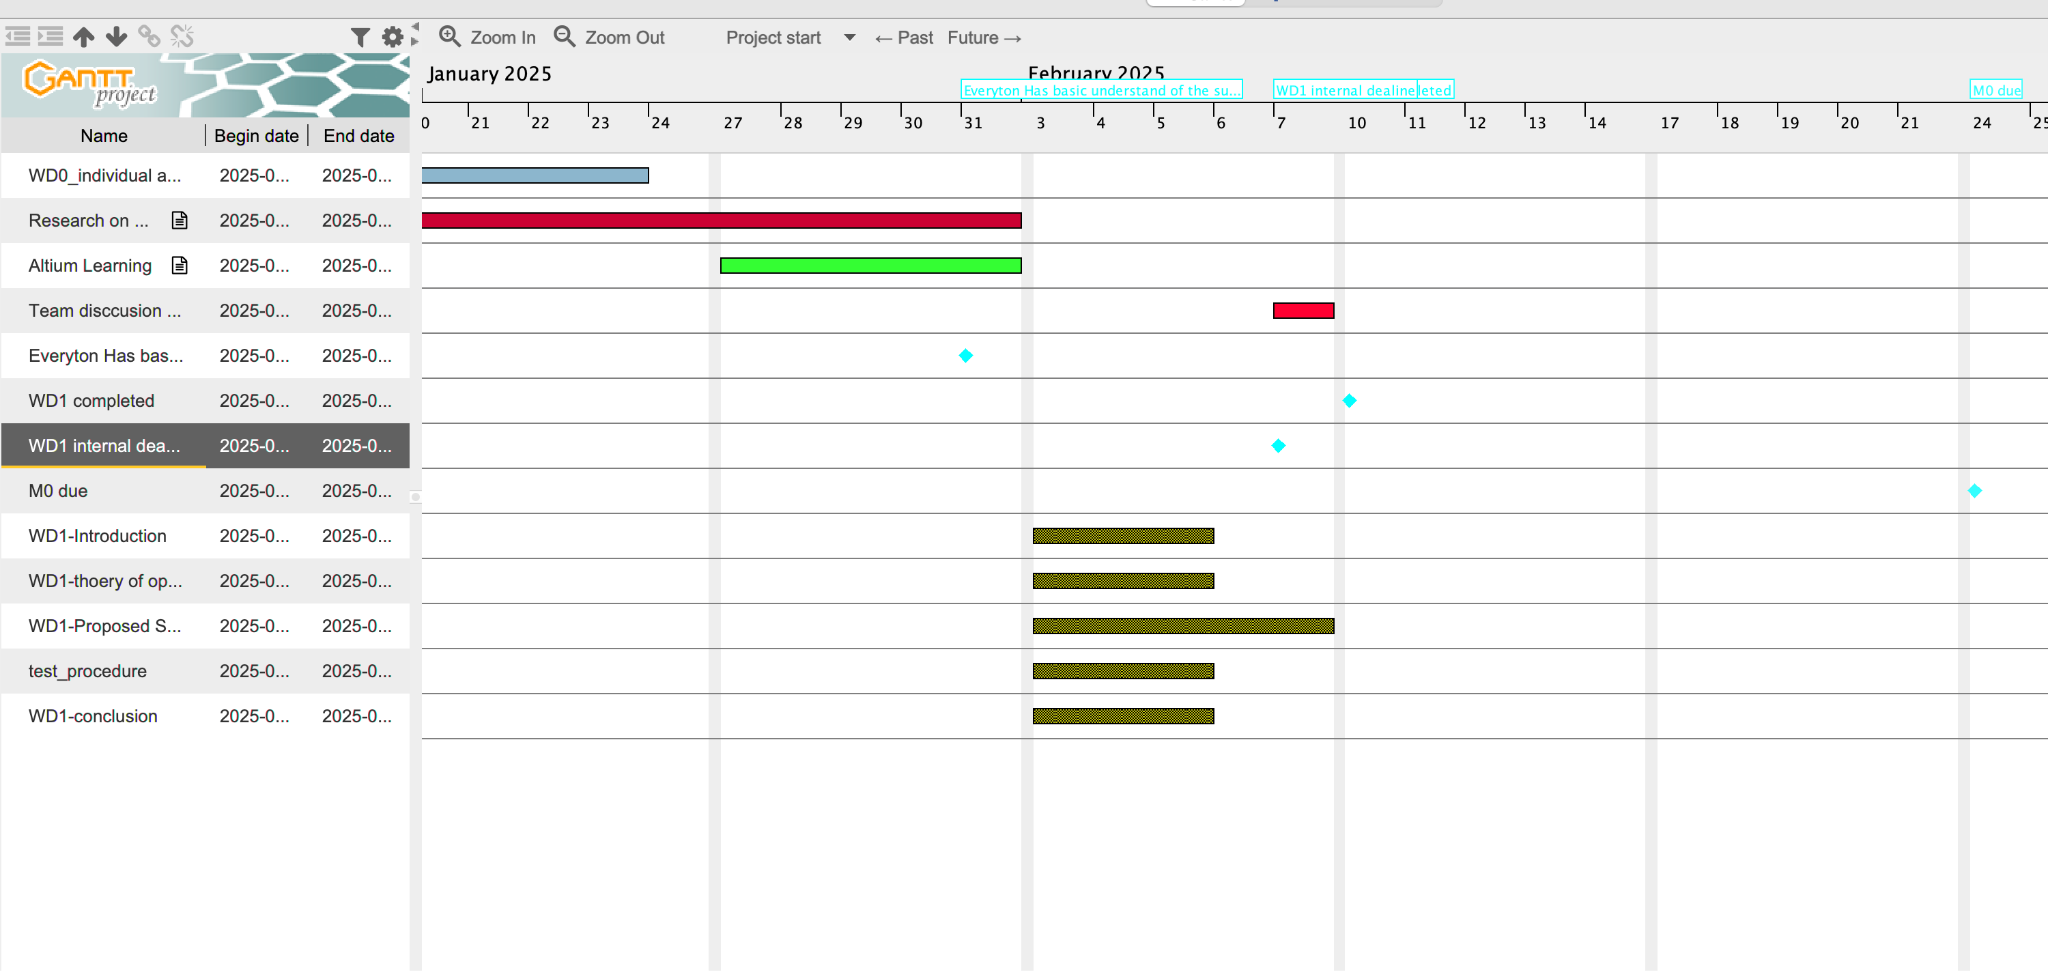 Zoom In Zoom Out Project start ← Past Future →
GANTT
project
January 2025 February 2025
Everyton Has basic understand of the su... WD1 internal dealine leted M0 due
0 21 22 23 24 27 28 29 30 31 3 4 5 6 7 10 11 12 13 14 17 18 19 20 21 24 25
Name Begin date End date
WD0_individual a... 2025-0... 2025-0...
Research on ... 2025-0... 2025-0...
Altium Learning 2025-0... 2025-0...
Team disccusion ... 2025-0... 2025-0...
Everyton Has bas... 2025-0... 2025-0...
WD1 completed 2025-0... 2025-0...
WD1 internal dea... 2025-0... 2025-0...
M0 due 2025-0... 2025-0...
WD1-Introduction 2025-0... 2025-0...
WD1-thoery of op... 2025-0... 2025-0...
WD1-Proposed S... 2025-0... 2025-0...
test_procedure 2025-0... 2025-0...
WD1-conclusion 2025-0... 2025-0...